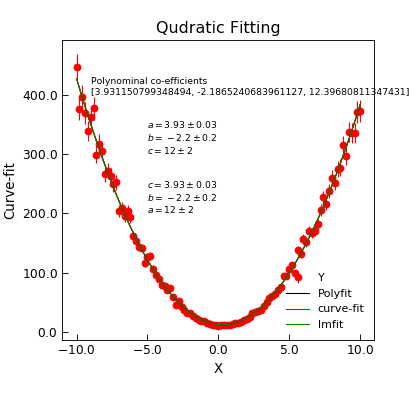 Qudratic Fitting
Polynominal co-efficients
[3.931150799348494, -2.1865240683961127, 12.39680811347431]
a = 3.93 ± 0.03
b = −2.2 ± 0.2
c = 12 ± 2
c = 3.93 ± 0.03
b = −2.2 ± 0.2
a = 12 ± 2
400.0
300.0
200.0
100.0
0.0
Curve-fit
Y
Polyfit
curve-fit
lmfit
−10.0 −5.0 0.0 5.0 10.0
X